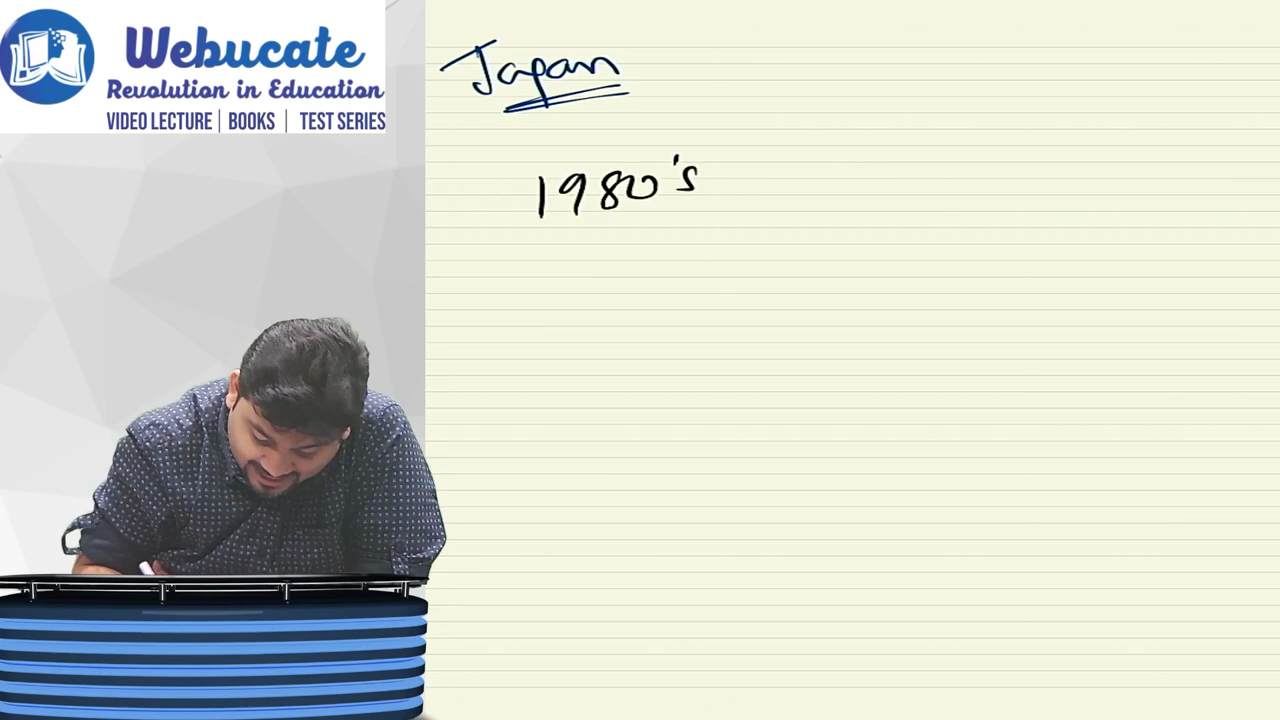 Webucate
Revolution in Education
VIDEO LECTURE | BOOKS | TEST SERIES
Japan
1980's